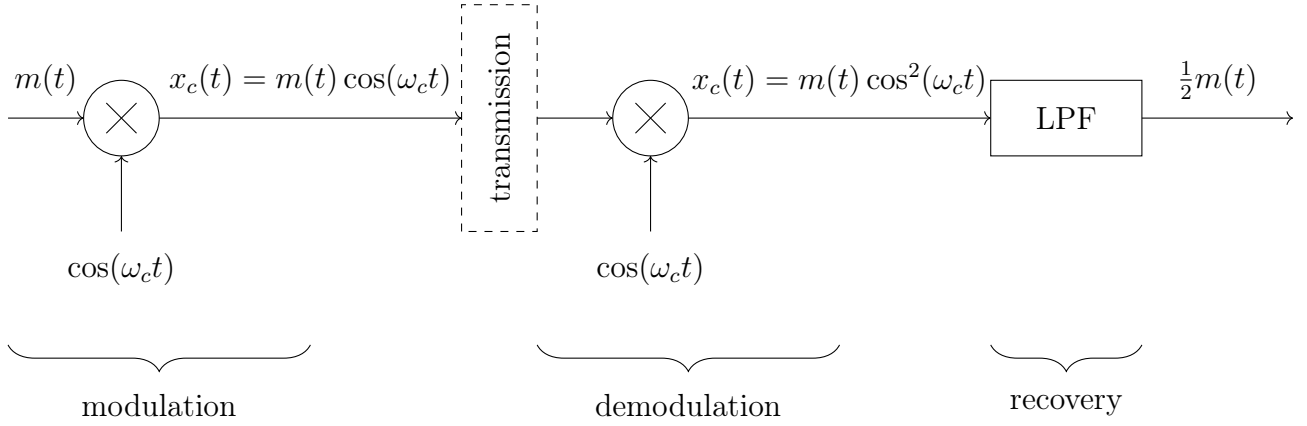 m(t)
x_c(t) = m(t) cos(ω_c t)
transmission
x_c(t) = m(t) cos²(ω_c t)
LPF
½m(t)
cos(ω_c t)
cos(ω_c t)
modulation
demodulation
recovery